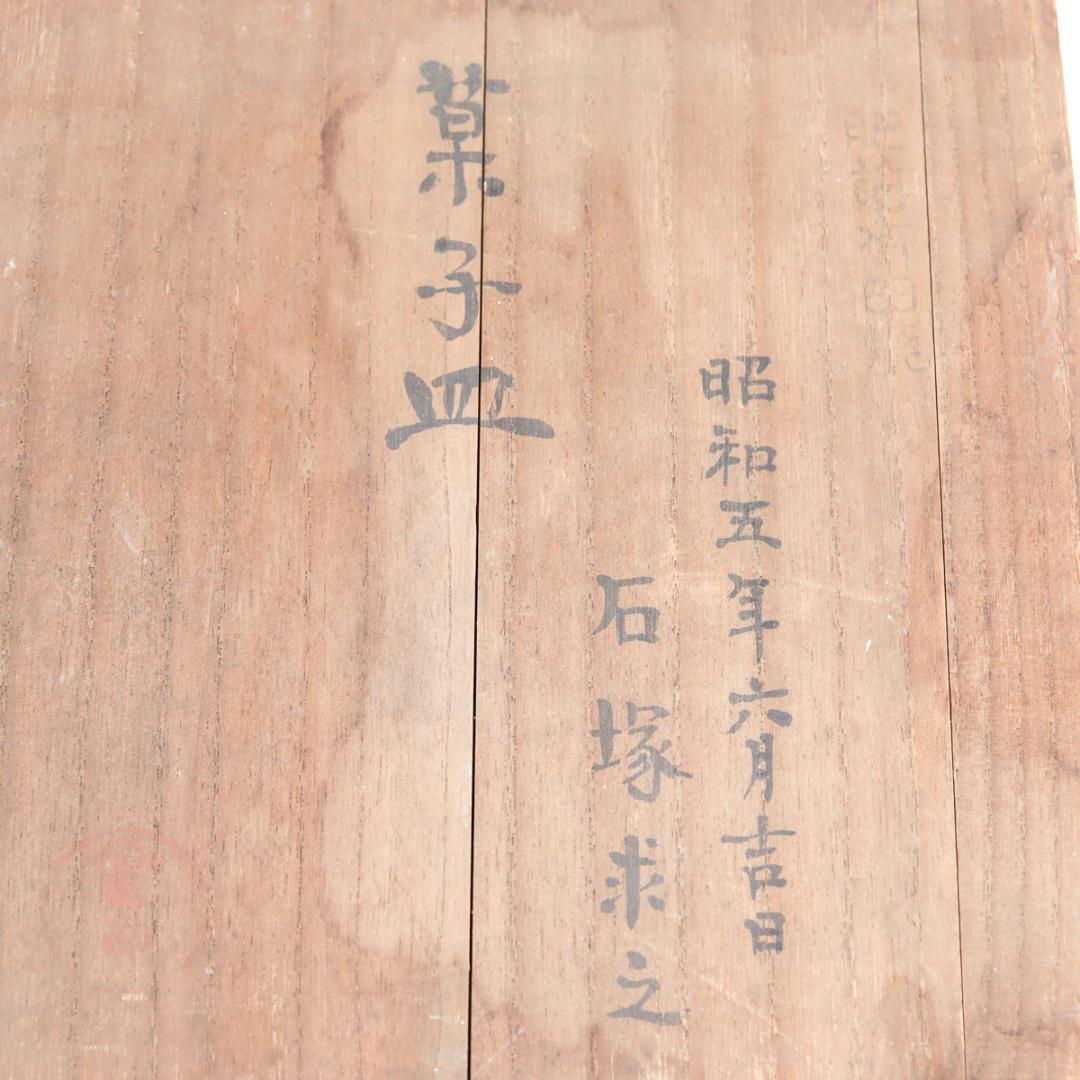 昭和五年六月吉日
石塚求之
菓子皿